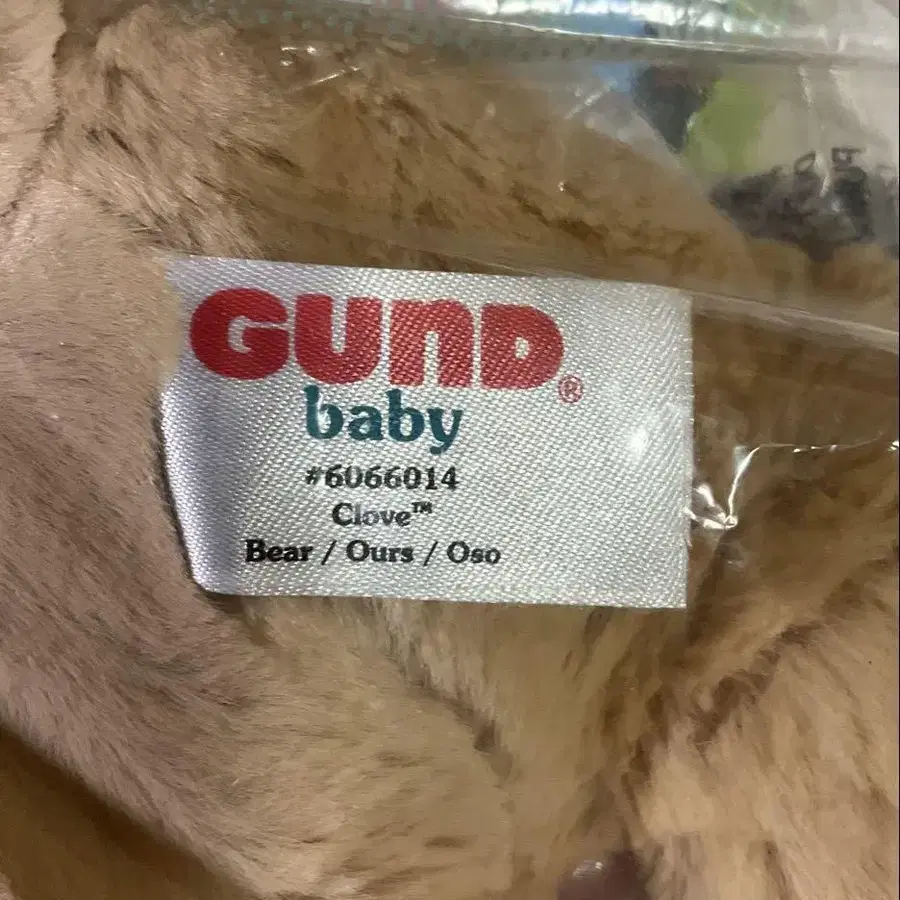 GUND®
baby
#6066014
Clove™
Bear / Ours / Oso